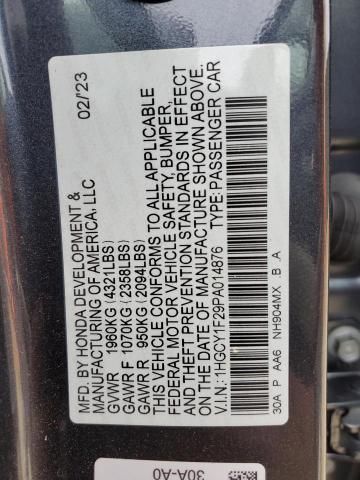 MFD. BY HONDA DEVELOPMENT & 02/23
MANUFACTURING OF AMERICA, LLC
GVWR 1960KG (4321LBS)
GAWR F 1070KG (2358LBS)
GAWR R 950KG (2094LBS)
THIS VEHICLE CONFORMS TO ALL APPLICABLE
FEDERAL MOTOR VEHICLE SAFETY, BUMPER,
AND THEFT PREVENTION STANDARDS IN EFFECT
ON THE DATE OF MANUFACTURE SHOWN ABOVE.
V.I.N.: 1HGCY1F29PA014876 TYPE: PASSENGER CAR
30A P AA6 NH904MX B A
30A-A0